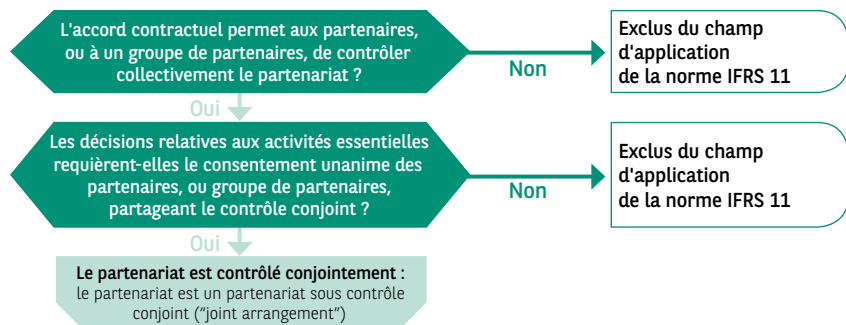 L'accord contractuel permet aux partenaires,
ou à un groupe de partenaires, de contrôler
collectivement le partenariat ?
Non
Exclus du champ
d'application
de la norme IFRS 11
Oui
Les décisions relatives aux activités essentielles
requièrent-elles le consentement unanime des
partenaires, ou groupe de partenaires,
partageant le contrôle conjoint ?
Non
Exclus du champ
d'application
de la norme IFRS 11
Oui
Le partenariat est contrôlé conjointement :
le partenariat est un partenariat sous contrôle
conjoint ("joint arrangement")